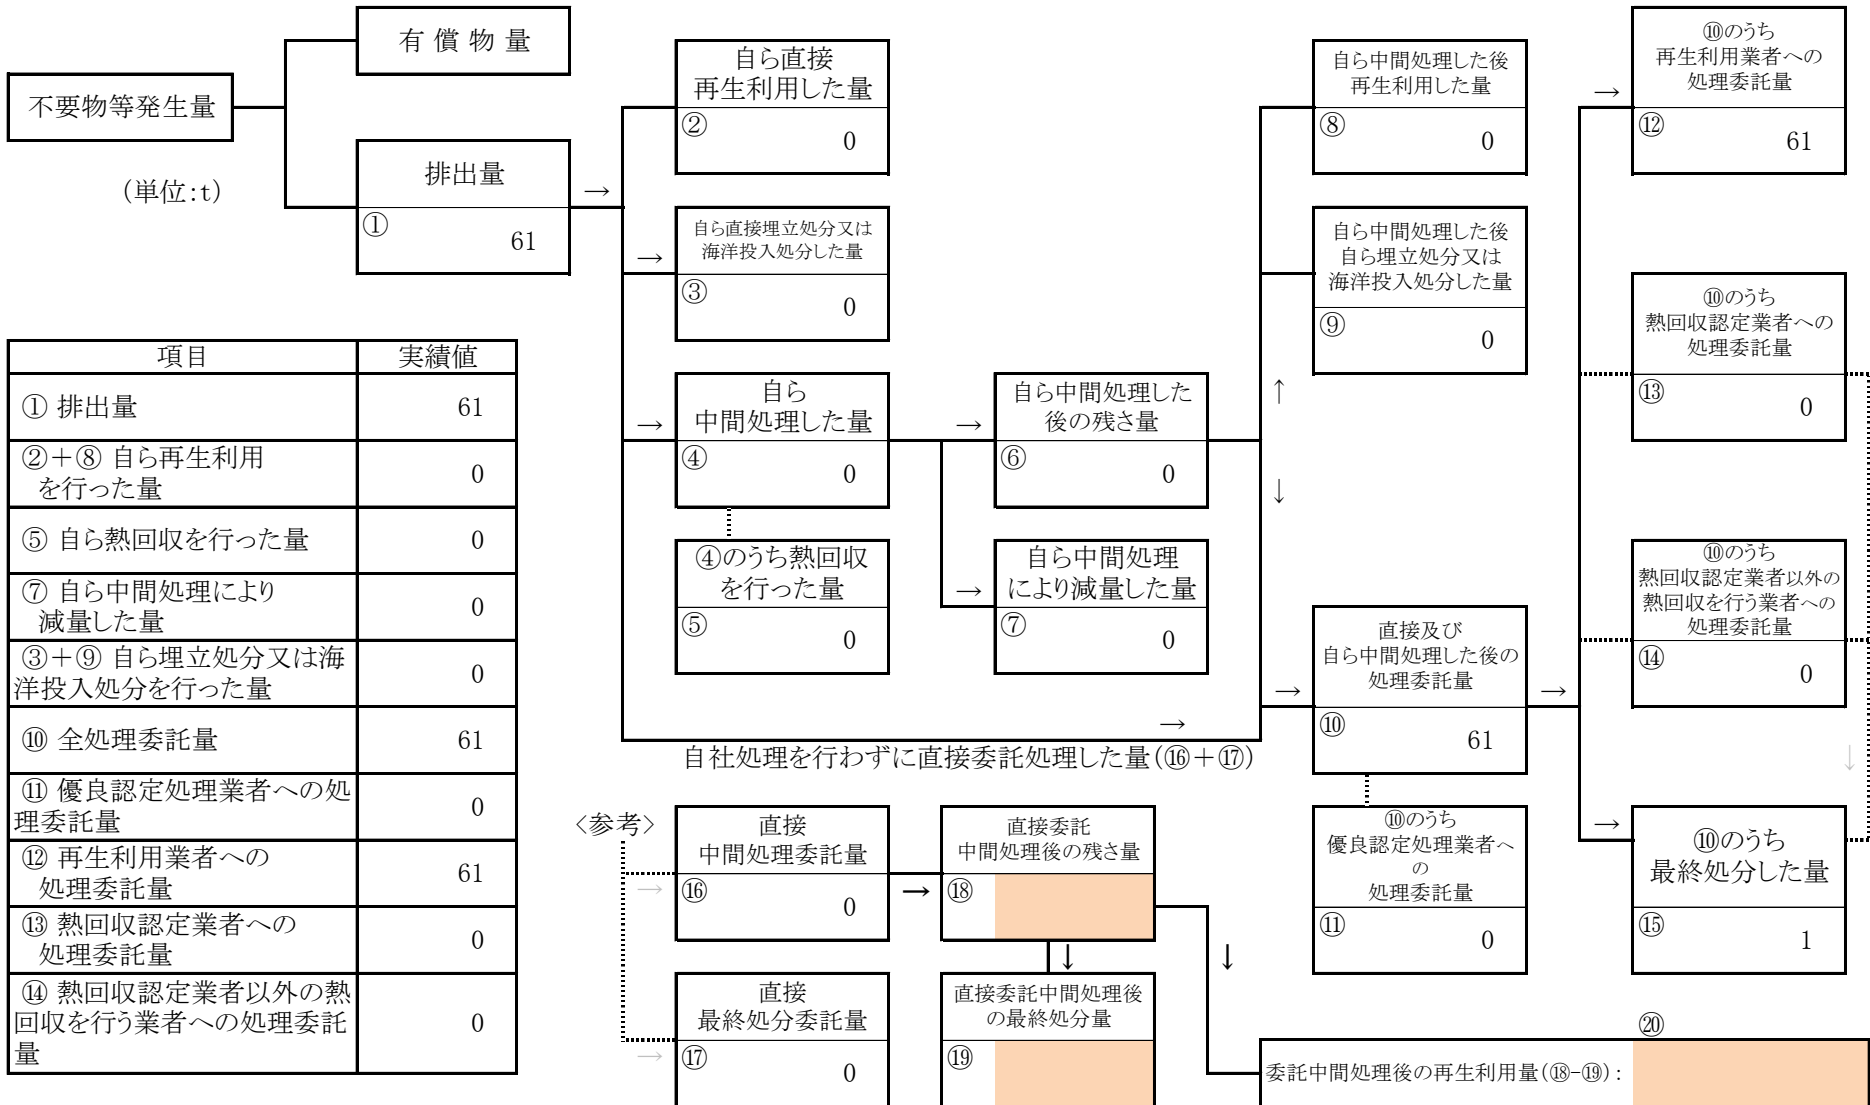 有 償 物 量
不要物等発生量
(単位:t)
排出量
①
61
→
自ら直接
再生利用した量
②
0
→
自ら直接埋立処分又は
海洋投入処分した量
③
0
→
自ら
中間処理した量
④
0
④のうち熱回収
を行った量
⑤
0
→
自ら中間処理した
後の残さ量
⑥
0
→
自ら中間処理
により減量した量
⑦
0
↑
↓
自ら中間処理した後
再生利用した量
⑧
0
自ら中間処理した後
自ら埋立処分又は
海洋投入処分した量
⑨
0
→
自社処理を行わずに直接委託処理した量(⑯+⑰)
→
直接及び
自ら中間処理した後の
処理委託量
⑩
61
→
⑩のうち
優良認定処理業者へ
の
処理委託量
⑪
0
→
⑩のうち
再生利用業者への
処理委託量
⑫
61
⑩のうち
熱回収認定業者への
処理委託量
⑬
0
⑩のうち
熱回収認定業者以外の
熱回収を行う業者への
処理委託量
⑭
0
↓
→
⑩のうち
最終処分した量
⑮
1
項目 実績値
① 排出量 61
②+⑧ 自ら再生利用
を行った量 0
⑤ 自ら熱回収を行った量 0
⑦ 自ら中間処理により
減量した量 0
③+⑨ 自ら埋立処分又は海
洋投入処分を行った量 0
⑩ 全処理委託量 61
⑪ 優良認定処理業者への処
理委託量 0
⑫ 再生利用業者への
処理委託量 61
⑬ 熱回収認定業者への
処理委託量 0
⑭ 熱回収認定業者以外の熱
回収を行う業者への処理委託
量 0
〈参考〉
→
直接
中間処理委託量
⑯
0
→
直接委託
中間処理後の残さ量
⑱
↓
↓
→
直接
最終処分委託量
⑰
0
直接委託中間処理後
の最終処分量
⑲
⑳
委託中間処理後の再生利用量(⑱-⑲):